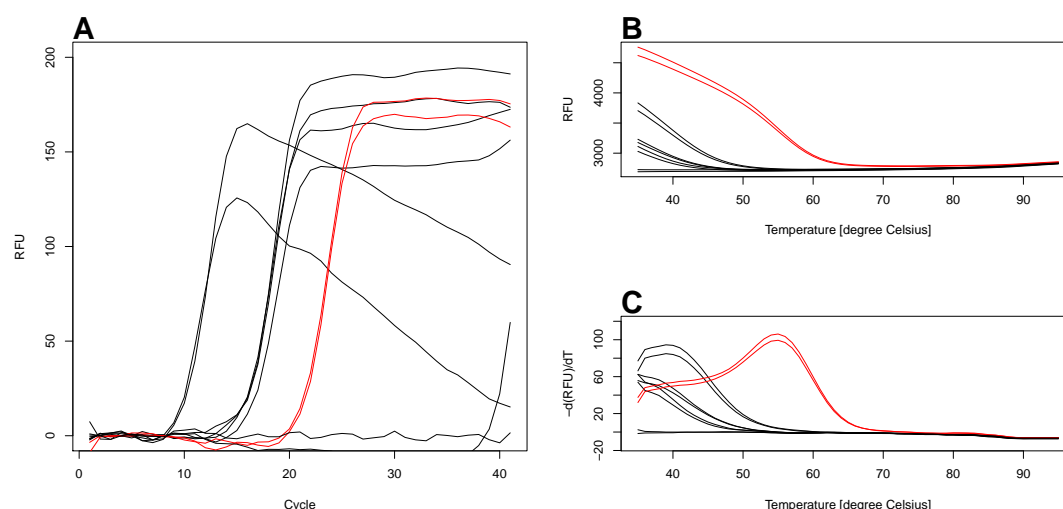 A
RFU
200
150
100
50
0
0 10 20 30 40
Cycle
B
RFU
4000
3000
40 50 60 70 80 90
Temperature [degree Celsius]
C
−d(RFU)/dT
100
60
20
−20
40 50 60 70 80 90
Temperature [degree Celsius]